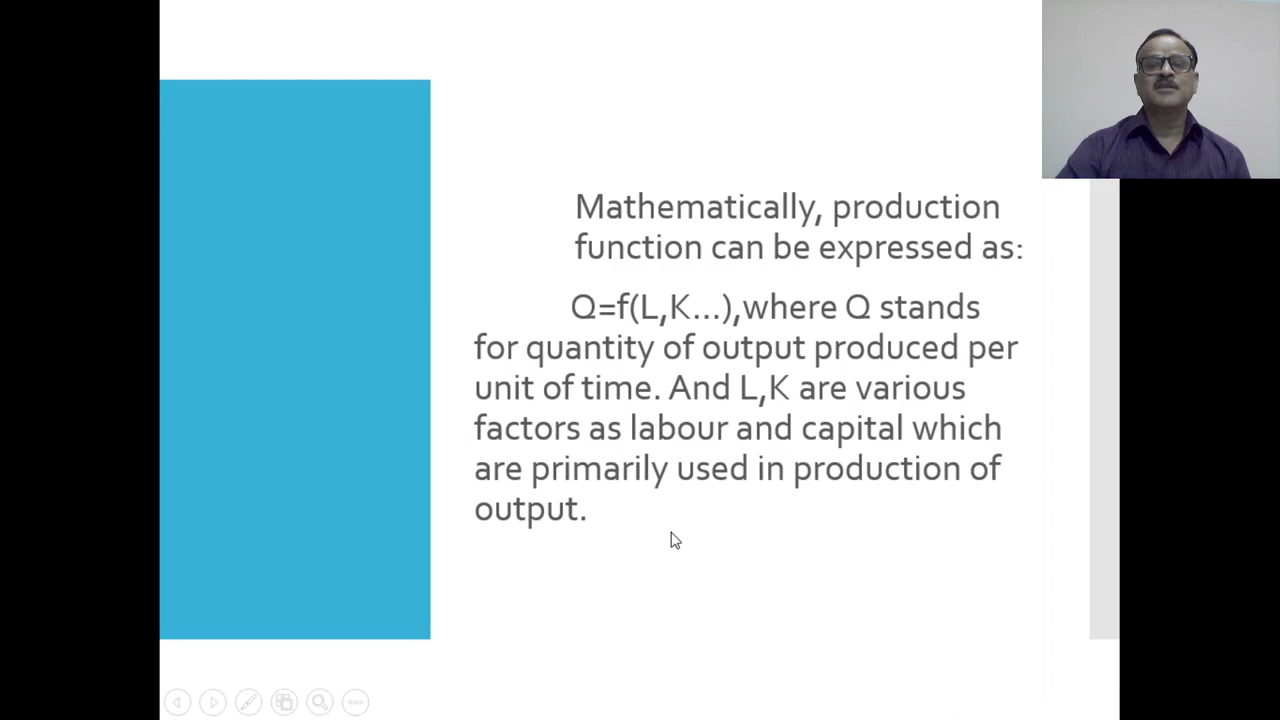 Mathematically, production
function can be expressed as:
Q=f(L,K...),where Q stands
for quantity of output produced per
unit of time. And L,K are various
factors as labour and capital which
are primarily used in production of
output.